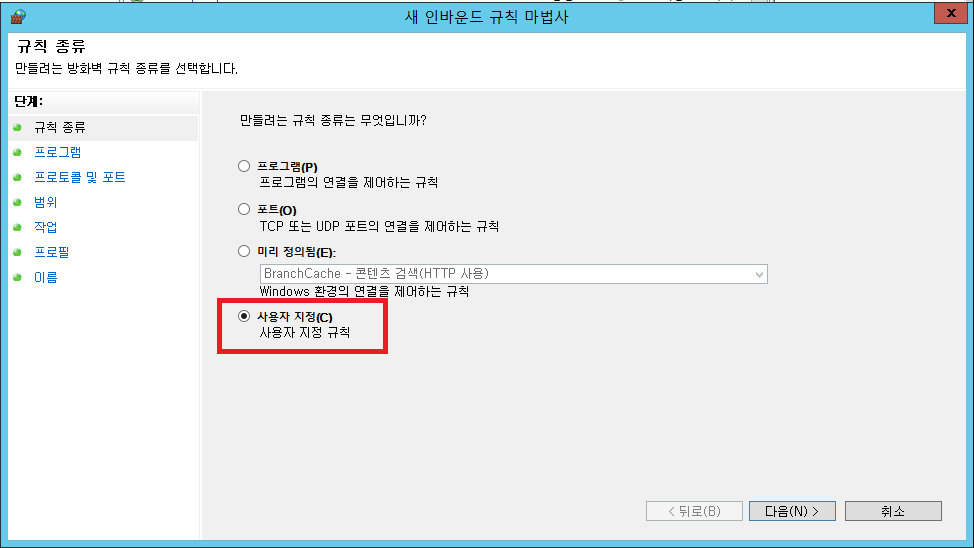 새 인바운드 규칙 마법사
규칙 종류
만들려는 방화벽 규칙 종류를 선택합니다.
단계:
규칙 종류
프로그램
프로토콜 및 포트
범위
작업
프로필
이름
만들려는 규칙 종류는 무엇입니까?
프로그램(P)
프로그램의 연결을 제어하는 규칙
포트(O)
TCP 또는 UDP 포트의 연결을 제어하는 규칙
미리 정의됨(E):
BranchCache - 콘텐츠 검색(HTTP 사용)
Windows 환경의 연결을 제어하는 규칙
사용자 지정(C)
사용자 지정 규칙
< 뒤로(B)
다음(N) >
취소